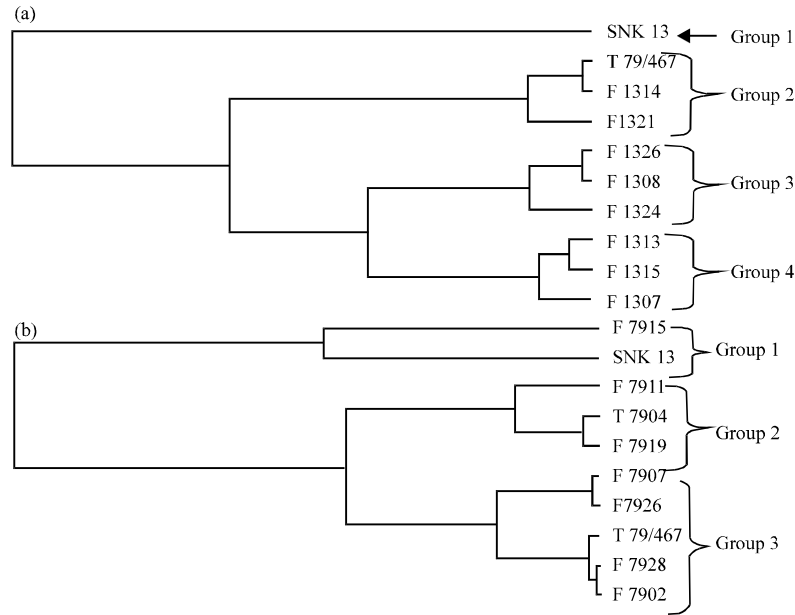 (a)
SNK 13
Group 1
T 79/467
F 1314
Group 2
F1321
F 1326
F 1308
Group 3
F 1324
F 1313
F 1315
Group 4
F 1307
(b)
F 7915
Group 1
SNK 13
F 7911
T 7904
Group 2
F 7919
F 7907
F7926
T 79/467
Group 3
F 7928
F 7902